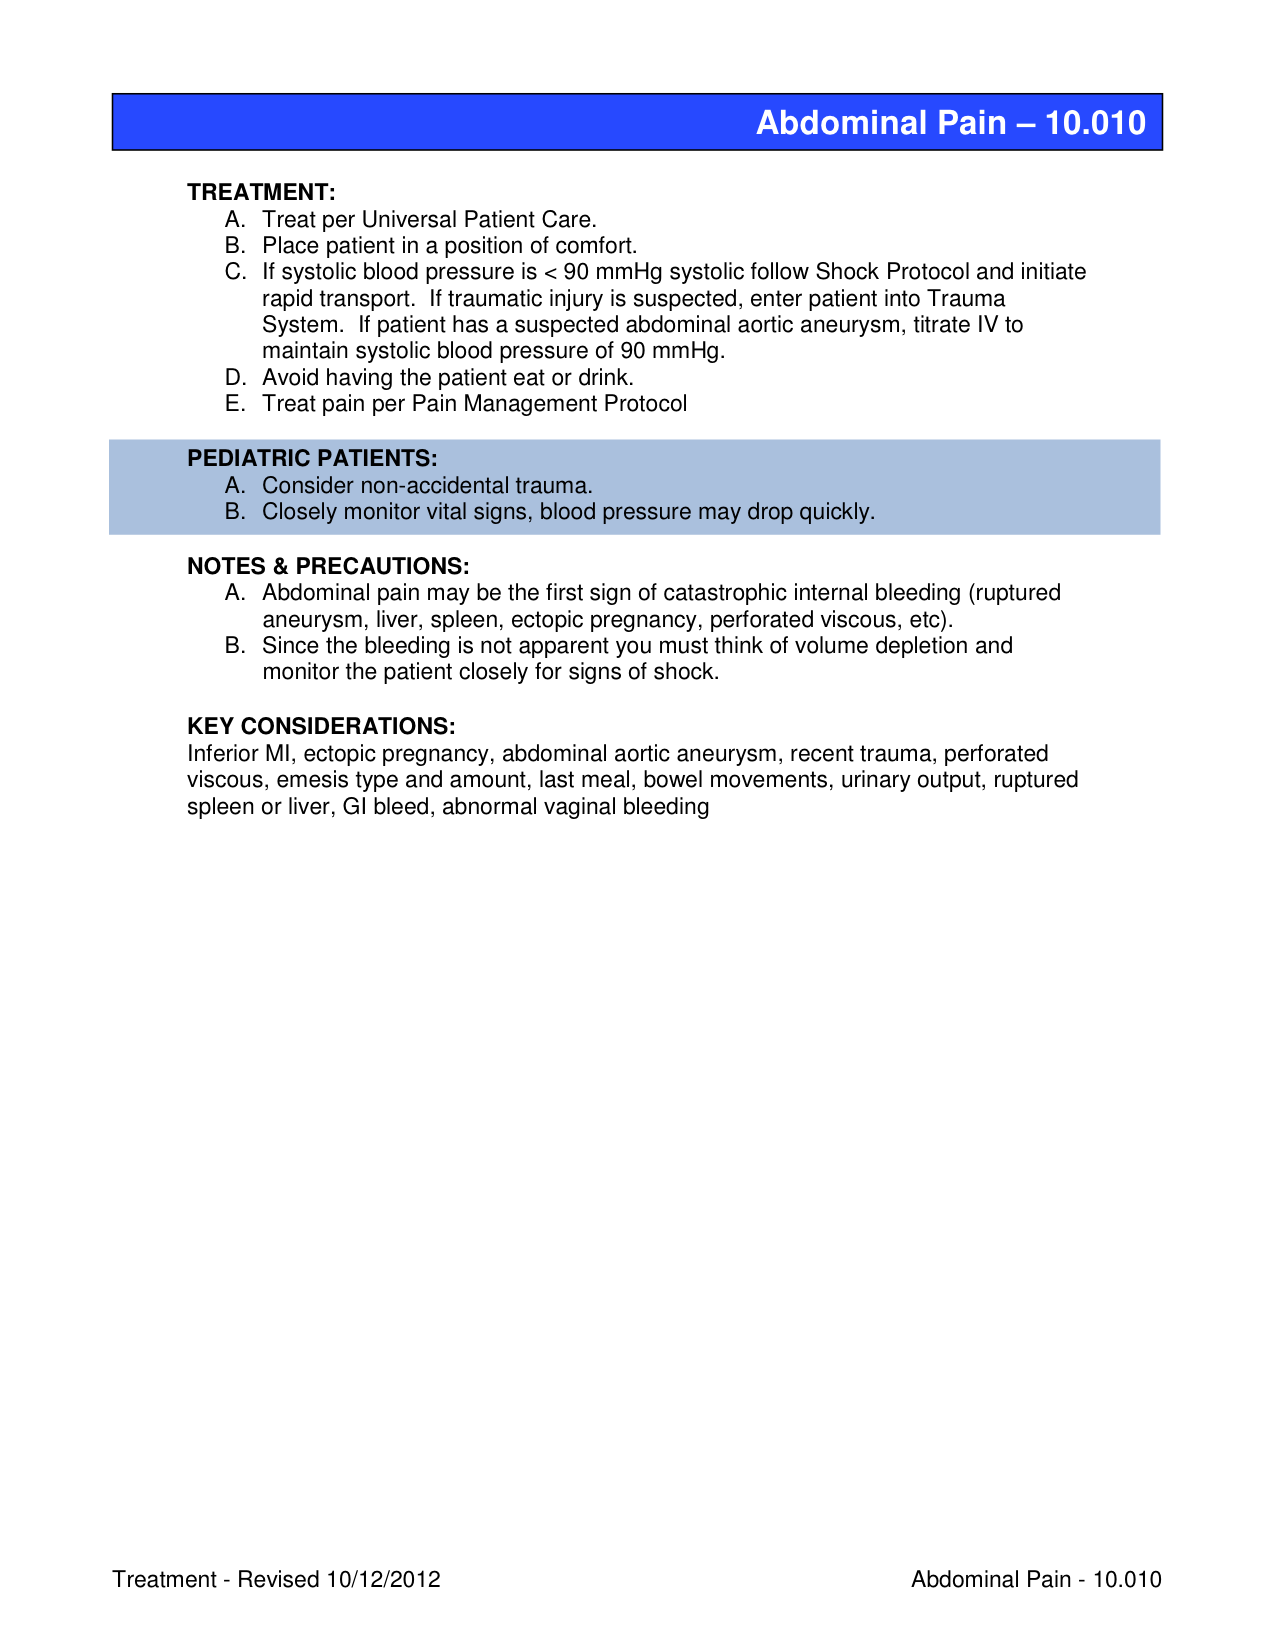 Abdominal Pain – 10.010
TREATMENT:
A. Treat per Universal Patient Care.
B. Place patient in a position of comfort.
C. If systolic blood pressure is < 90 mmHg systolic follow Shock Protocol and initiate
rapid transport.  If traumatic injury is suspected, enter patient into Trauma
System.  If patient has a suspected abdominal aortic aneurysm, titrate IV to
maintain systolic blood pressure of 90 mmHg.
D. Avoid having the patient eat or drink.
E. Treat pain per Pain Management Protocol
PEDIATRIC PATIENTS:
A. Consider non-accidental trauma.
B. Closely monitor vital signs, blood pressure may drop quickly.
NOTES & PRECAUTIONS:
A. Abdominal pain may be the first sign of catastrophic internal bleeding (ruptured
aneurysm, liver, spleen, ectopic pregnancy, perforated viscous, etc).
B. Since the bleeding is not apparent you must think of volume depletion and
monitor the patient closely for signs of shock.
KEY CONSIDERATIONS:
Inferior MI, ectopic pregnancy, abdominal aortic aneurysm, recent trauma, perforated
viscous, emesis type and amount, last meal, bowel movements, urinary output, ruptured
spleen or liver, GI bleed, abnormal vaginal bleeding
Treatment - Revised 10/12/2012 Abdominal Pain - 10.010